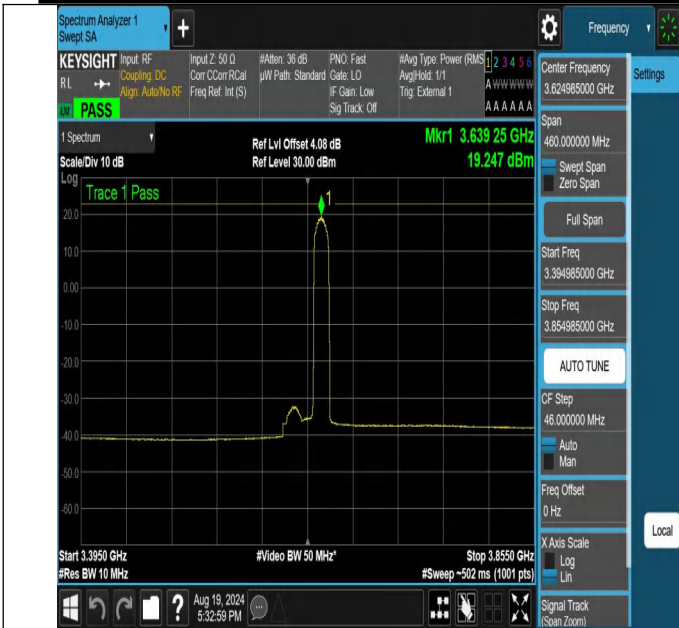 Spectrum Analyzer 1
Swept SA
+
Frequency
KEYSIGHT
Input: RF
Coupling: DC
Align: Auto/No RF
Input Z: 50 Ω
Corr CCorr RCal
Freq Ref: Int (S)
#Atten: 36 dB
µW Path: Standard
PNO: Fast
Gate: LO
IF Gain: Low
Sig Track: Off
#Avg Type: Power (RMS
Avg|Hold: 1/1
Trig: External 1
1 2 3 4 5 6
A W W W W W
A A A A A A
R L
PASS
1 Spectrum
Scale/Div 10 dB
Log
Ref Lvl Offset 4.08 dB
Ref Level 30.00 dBm
Mkr1 3.639 25 GHz
19.247 dBm
Trace 1 Pass
1
20.0
10.0
0.00
-10.0
-20.0
-30.0
-40.0
-50.0
-60.0
Start 3.3950 GHz
#Res BW 10 MHz
#Video BW 50 MHz*
Stop 3.8550 GHz
#Sweep ~502 ms (1001 pts)
Aug 19, 2024
5:32:59 PM
?
Center Frequency
3.624985000 GHz
Span
460.000000 MHz
Swept Span
Zero Span
Full Span
Start Freq
3.394985000 GHz
Stop Freq
3.854985000 GHz
AUTO TUNE
CF Step
46.000000 MHz
Auto
Man
Freq Offset
0 Hz
X Axis Scale
Log
Lin
Signal Track
(Span Zoom)
Settings
Local